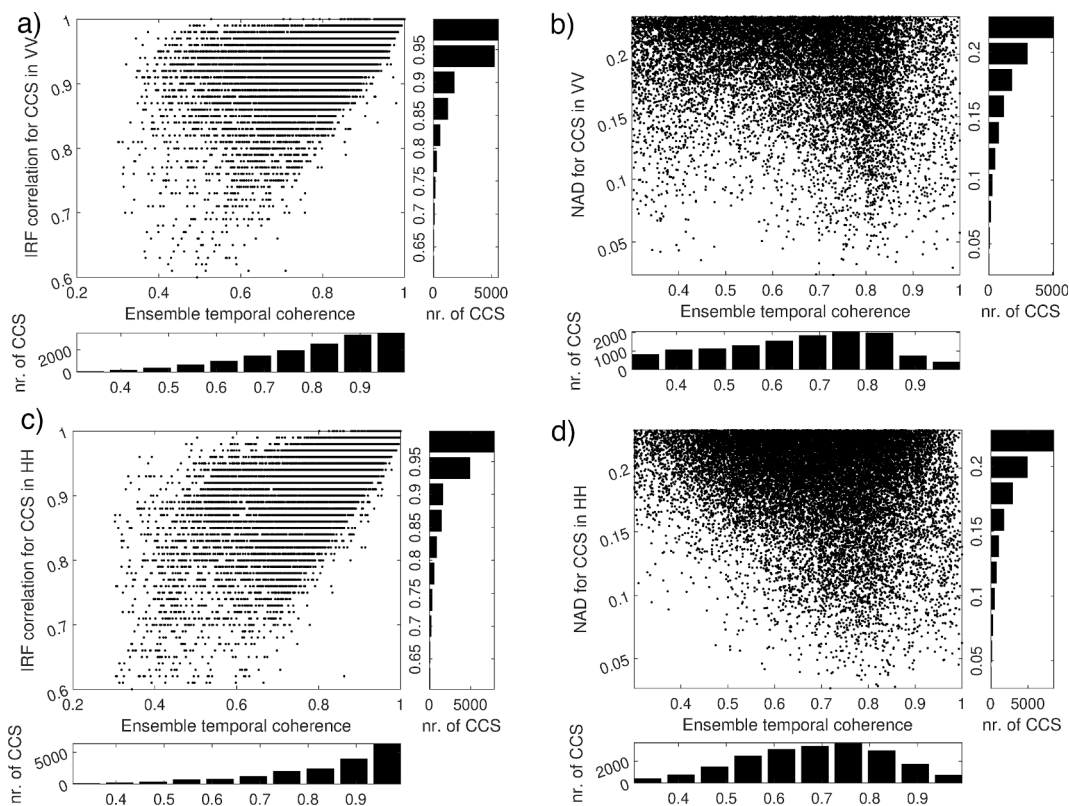 a)
IRF correlation for CCS in VV
1
0.9
0.8
0.7
0.6
0.2 0.4 0.6 0.8 1
Ensemble temporal coherence
0.95
0.9
0.85
0.8
0.75
0.7
0.65
0 5000
nr. of CCS
nr. of CCS
2000
0
0.4 0.5 0.6 0.7 0.8 0.9
b)
NAD for CCS in VV
0.2
0.15
0.1
0.05
0.4 0.5 0.6 0.7 0.8 0.9 1
Ensemble temporal coherence
0.2
0.15
0.1
0.05
0 5000
nr. of CCS
nr. of CCS
2000
1000
0
0.4 0.5 0.6 0.7 0.8 0.9
c)
IRF correlation for CCS in HH
1
0.9
0.8
0.7
0.6
0.2 0.4 0.6 0.8 1
Ensemble temporal coherence
0.95
0.9
0.85
0.8
0.75
0.7
0.65
0 5000
nr. of CCS
nr. of CCS
5000
0
0.4 0.5 0.6 0.7 0.8 0.9
d)
NAD for CCS in HH
0.2
0.15
0.1
0.05
0.4 0.5 0.6 0.7 0.8 0.9 1
Ensemble temporal coherence
0.2
0.15
0.1
0.05
0 5000
nr. of CCS
nr. of CCS
2000
0
0.4 0.5 0.6 0.7 0.8 0.9